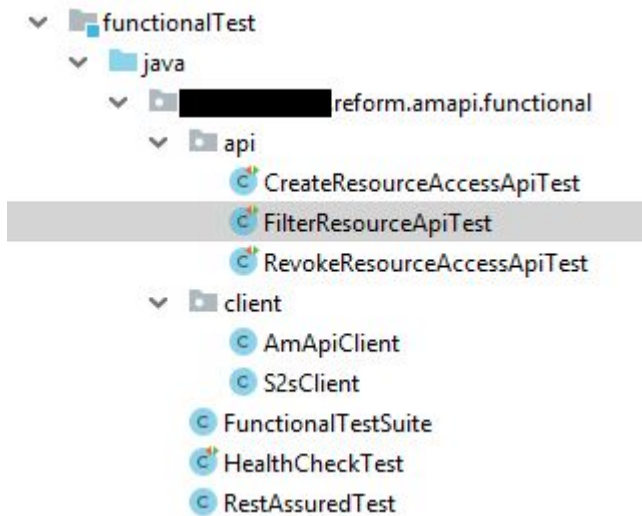 functionalTest
java
.reform.amapi.functional
api
CreateResourceAccessApiTest
FilterResourceApiTest
RevokeResourceAccessApiTest
client
AmApiClient
S2sClient
FunctionalTestSuite
HealthCheckTest
RestAssuredTest